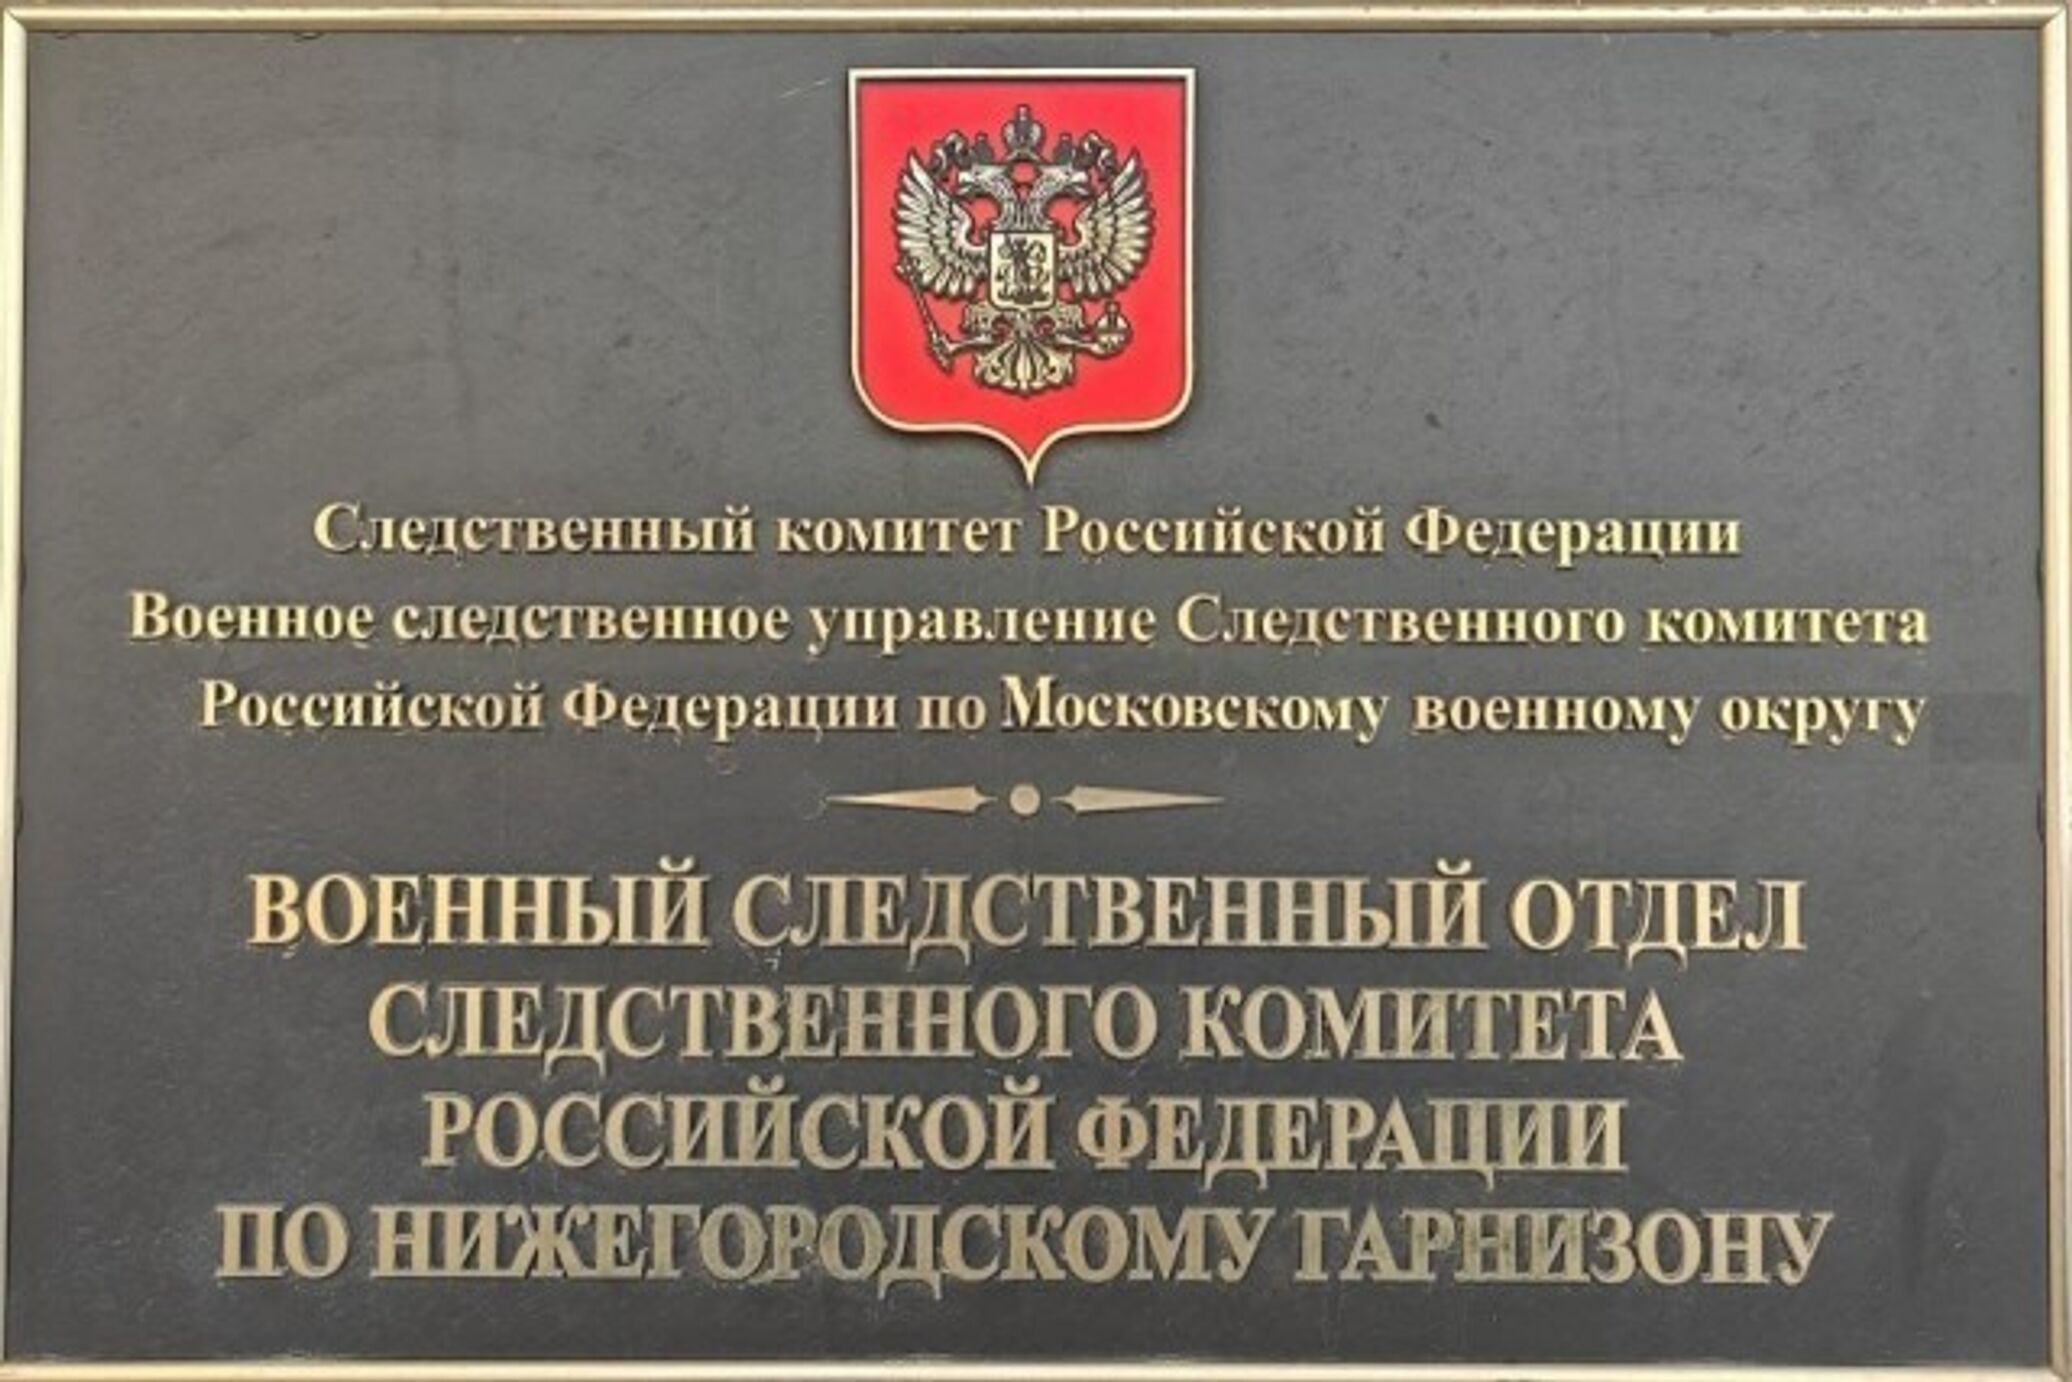 Следственный комитет Российской Федерации
Военное следственное управление Следственного комитета
Российской Федерации по Московскому военному округу
ВОЕННЫЙ СЛЕДСТВЕННЫЙ ОТДЕЛ
СЛЕДСТВЕННОГО КОМИТЕТА
РОССИЙСКОЙ ФЕДЕРАЦИИ
ПО НИЖЕГОРОДСКОМУ ГАРНИЗОНУ